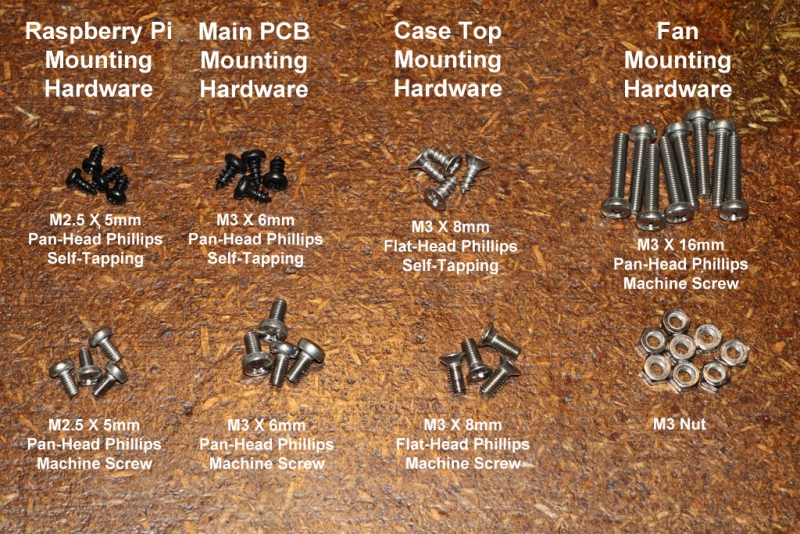 Raspberry Pi
Mounting
Hardware
Main PCB
Mounting
Hardware
Case Top
Mounting
Hardware
Fan
Mounting
Hardware
M2.5 X 5mm
Pan-Head Phillips
Self-Tapping
M3 X 6mm
Pan-Head Phillips
Self-Tapping
M3 X 8mm
Flat-Head Phillips
Self-Tapping
M3 X 16mm
Pan-Head Phillips
Machine Screw
M2.5 X 5mm
Pan-Head Phillips
Machine Screw
M3 X 6mm
Pan-Head Phillips
Machine Screw
M3 X 8mm
Flat-Head Phillips
Machine Screw
M3 Nut